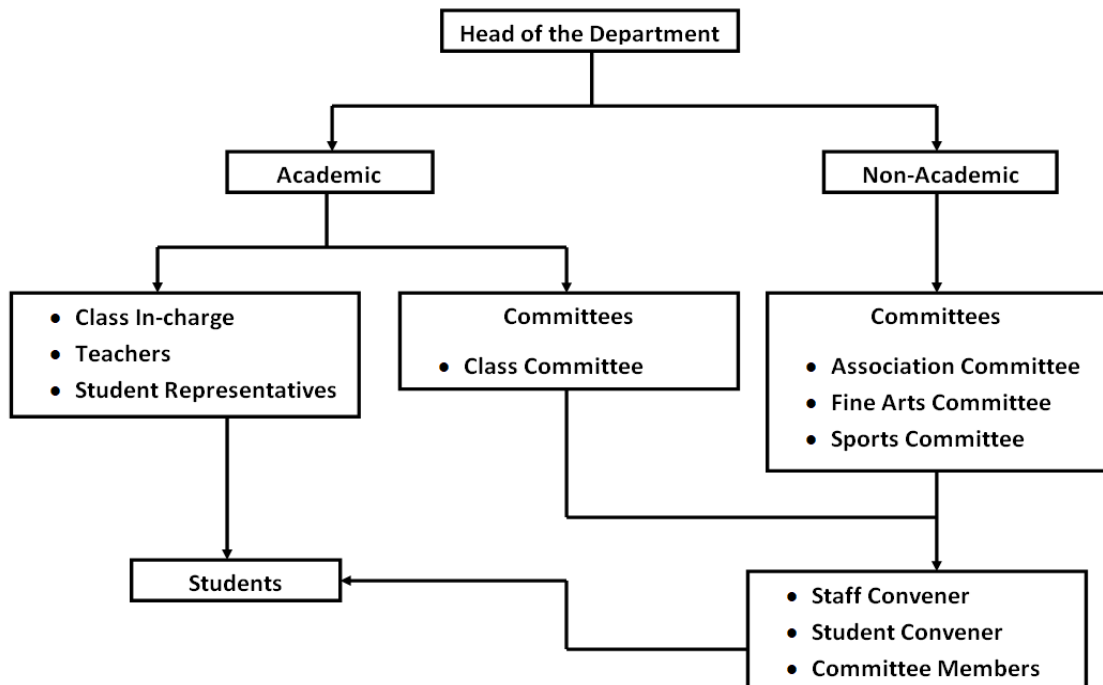 Head of the Department
Academic
Non-Academic
• Class In-charge
• Teachers
• Student Representatives
Committees
• Class Committee
Committees
• Association Committee
• Fine Arts Committee
• Sports Committee
Students
• Staff Convener
• Student Convener
• Committee Members